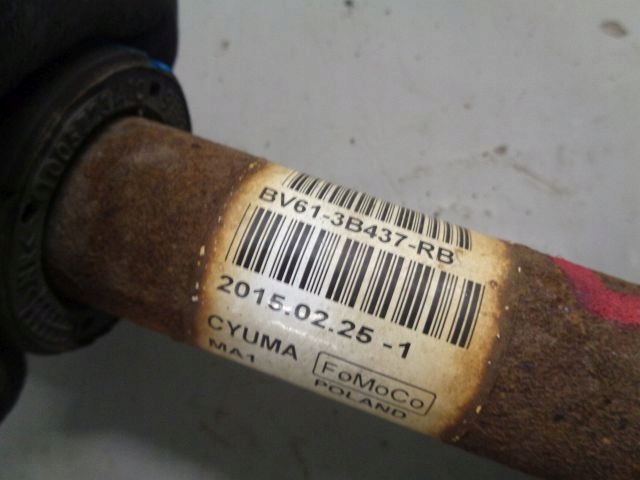 BV61-3B437-RB
2015.02.25 -1
CYUMA FoMoCo
MA1 POLAND